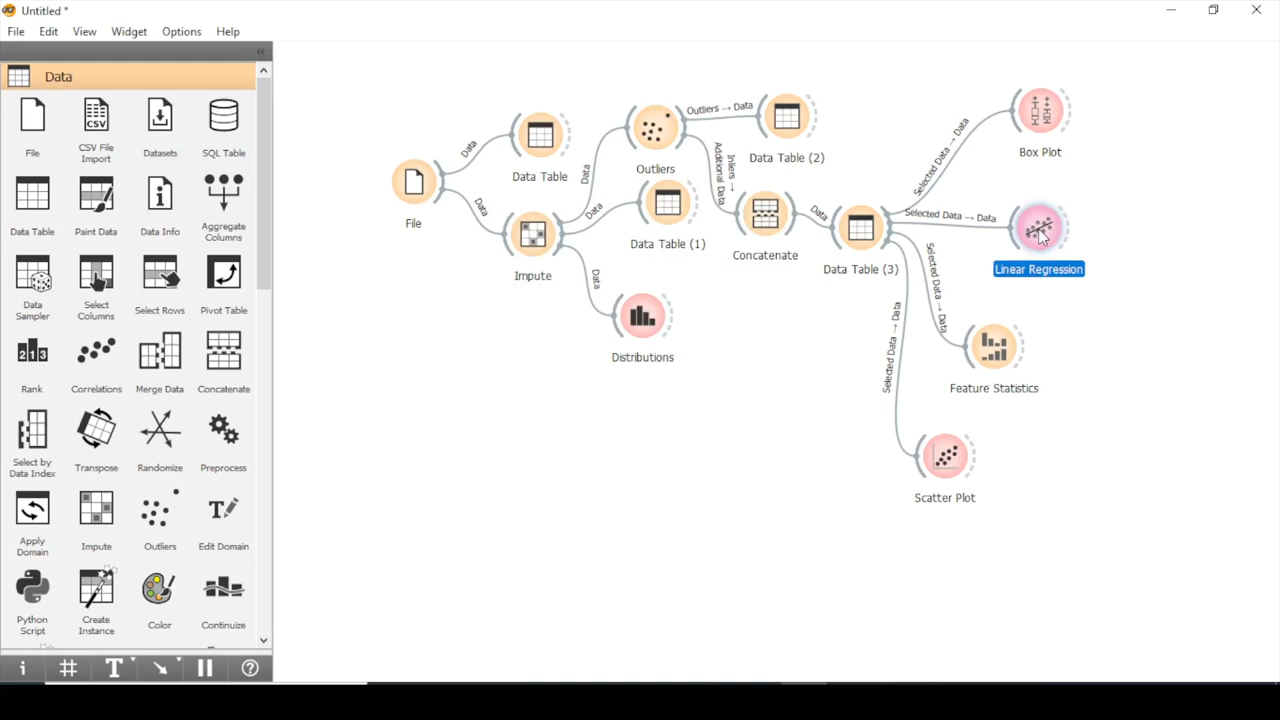 Untitled *
File Edit View Widget Options Help
Data
File CSV File Import Datasets SQL Table
Data Table Paint Data Data Info Aggregate Columns
Data Sampler Select Columns Select Rows Pivot Table
Rank Correlations Merge Data Concatenate
Select by Data Index Transpose Randomize Preprocess
Apply Domain Impute Outliers Edit Domain
Python Script Create Instance Color Continuize
File
Data
Data
Data Table
Impute
Data
Data
Data
Outliers
Outliers → Data
Inliers → Additional Data
Data Table (2)
Data Table (1)
Distributions
Concatenate
Data
Data Table (3)
Selected Data → Data
Selected Data → Data
Selected Data → Data
Selected Data → Data
Box Plot
Linear Regression
Feature Statistics
Scatter Plot